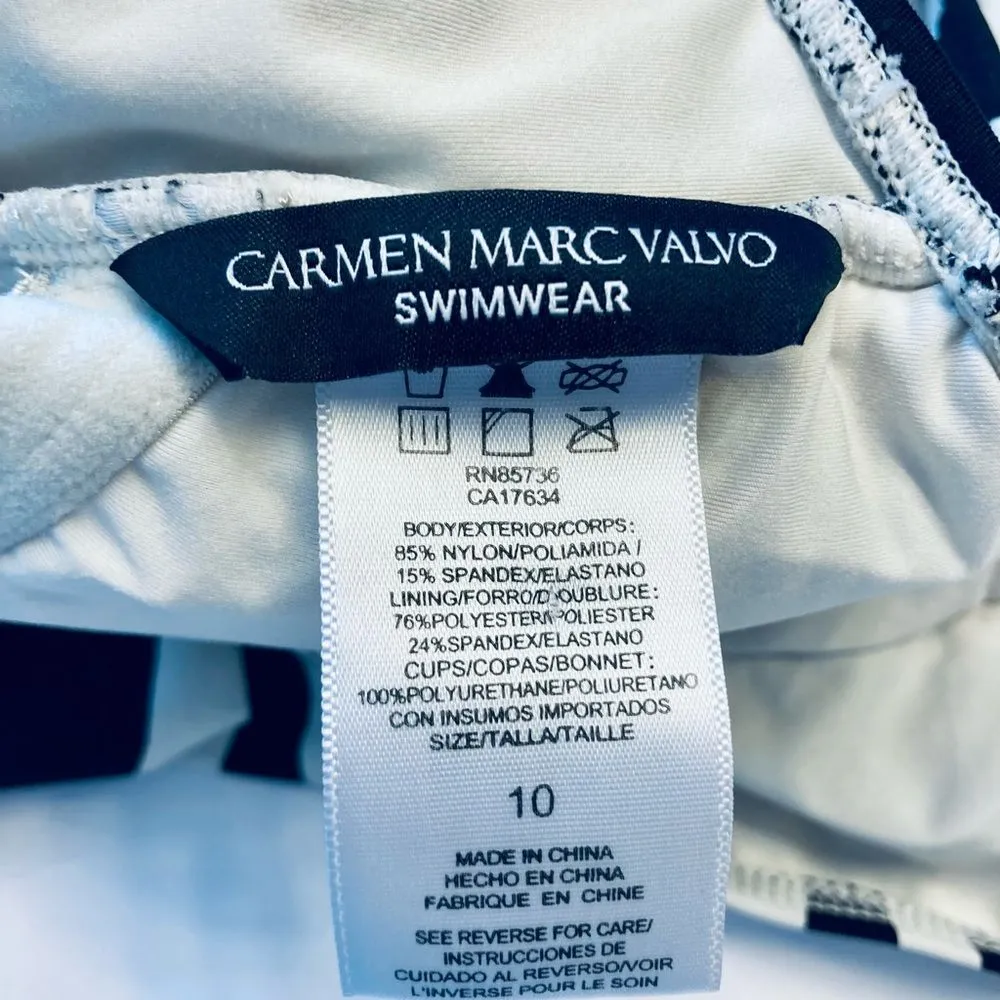 CARMEN MARC VALVO
SWIMWEAR
RN85736
CA17634
BODY/EXTERIOR/CORPS:
85% NYLON/POLIAMIDA /
15% SPANDEX/ELASTANO
LINING/FORRO/DOUBLURE:
76%POLYESTER/POLIESTER
24%SPANDEX/ELASTANO
CUPS/COPAS/BONNET:
100%POLYURETHANE/POLIURETANO
CON INSUMOS IMPORTADOS
SIZE/TALLA/TAILLE
10
MADE IN CHINA
HECHO EN CHINA
FABRIQUE EN CHINE
SEE REVERSE FOR CARE/
INSTRUCCIONES DE
CUIDADO AL REVERSO/VOIR
L'INVERSE POUR LE SOIN